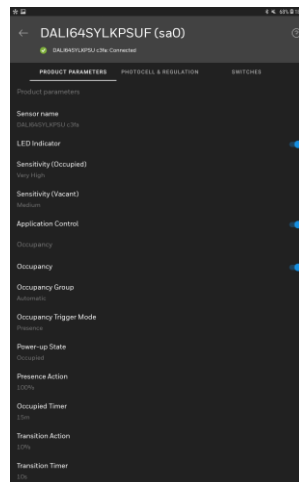 DALI64SYLKPSUF (sa0)
DALI64SYLKPSU c3fa: Connected
PRODUCT PARAMETERS
PHOTOCELL & REGULATION
SWITCHES
Product parameters
Sensor name
DALI64SYLKPSU c3fa
LED Indicator
Sensitivity (Occupied)
Very High
Sensitivity (Vacant)
Medium
Application Control
Occupancy
Occupancy
Occupancy Group
Automatic
Occupancy Trigger Mode
Presence
Power-up State
Occupied
Presence Action
100%
Occupied Timer
15m
Transition Action
10%
Transition Timer
10s